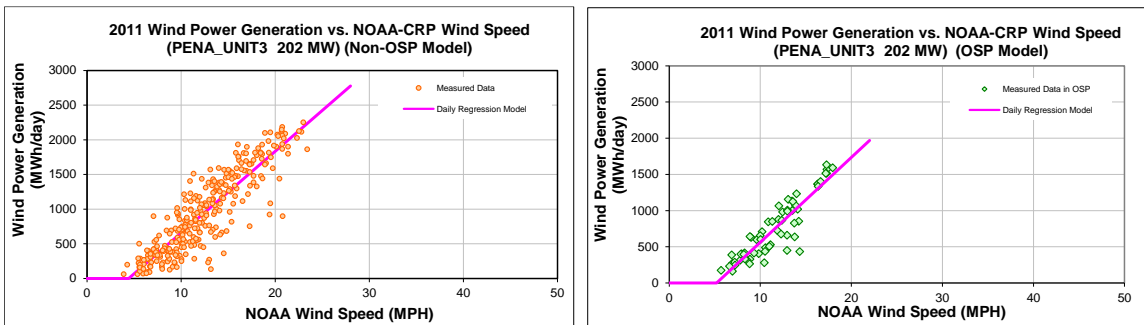 2011 Wind Power Generation vs. NOAA-CRP Wind Speed
(PENA_UNIT3  202 MW) (Non-OSP Model)
Wind Power Generation
(MWh/day)
3000
2500
2000
1500
1000
500
0
Measured Data
Daily Regression Model
0 10 20 30 40 50
NOAA Wind Speed (MPH)
2011 Wind Power Generation vs. NOAA-CRP Wind Speed
(PENA_UNIT3  202 MW)  (OSP Model)
Wind Power Generation
(MWh/day)
3000
2500
2000
1500
1000
500
0
Measured Data in OSP
Daily Regression Model
0 10 20 30 40 50
NOAA Wind Speed (MPH)